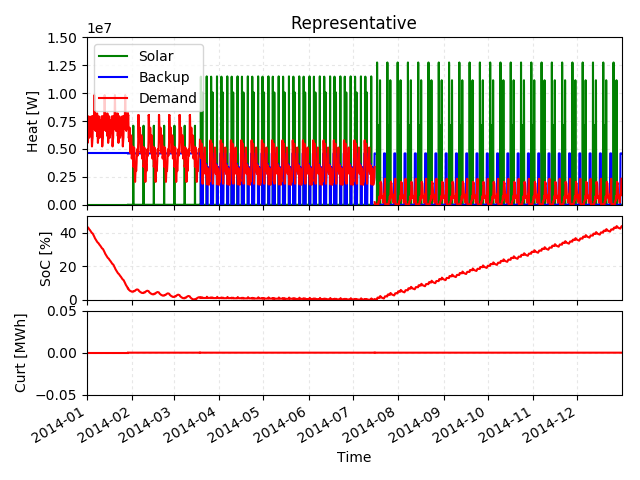 Representative
1e7
1.50
1.25
1.00
0.75
0.50
0.25
0.00
Heat [W]
Solar
Backup
Demand
40
20
0
SoC [%]
0.05
0.00
−0.05
Curt [MWh]
2014-01
2014-02
2014-03
2014-04
2014-05
2014-06
2014-07
2014-08
2014-09
2014-10
2014-11
2014-12
Time